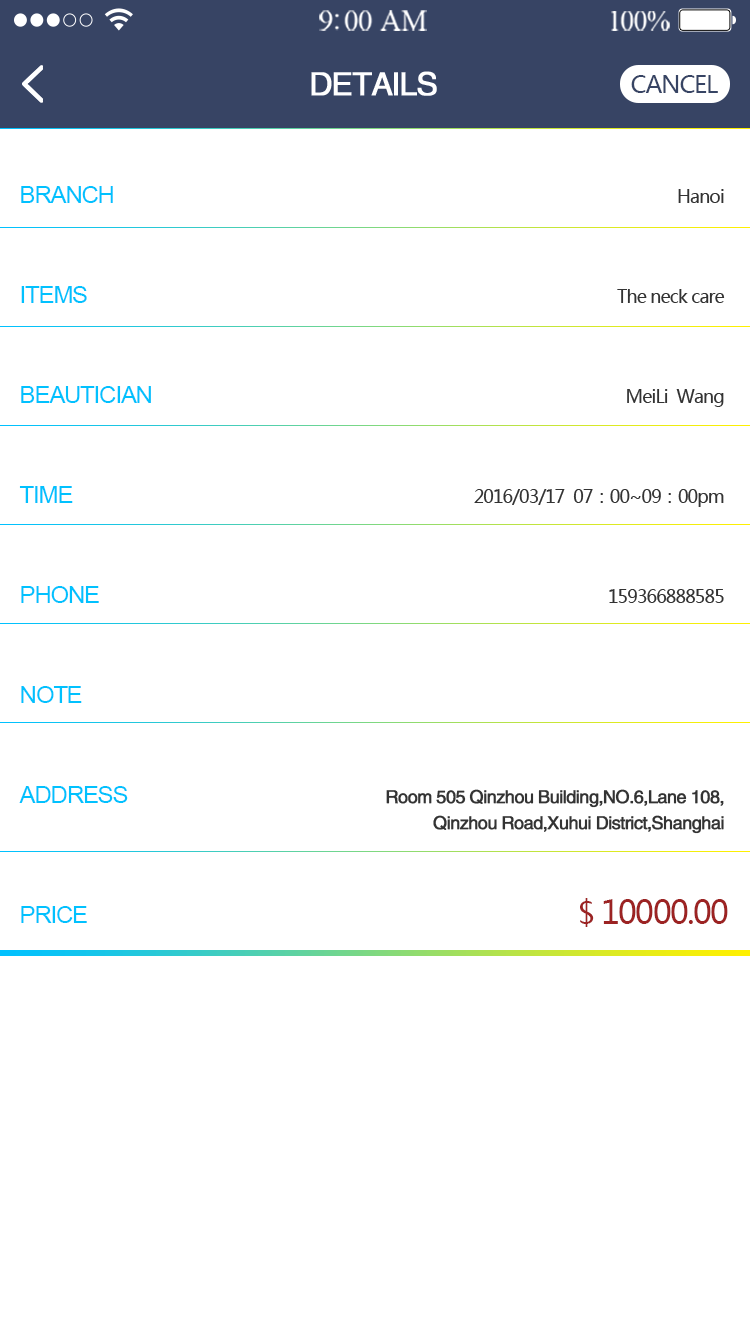 9:00 AM 100%
DETAILS CANCEL
BRANCH Hanoi
ITEMS The neck care
BEAUTICIAN MeiLi Wang
TIME 2016/03/17 07 : 00~09 : 00pm
PHONE 159366888585
NOTE
ADDRESS Room 505 Qinzhou Building,NO.6,Lane 108,
Qinzhou Road,Xuhui District,Shanghai
PRICE $ 10000.00